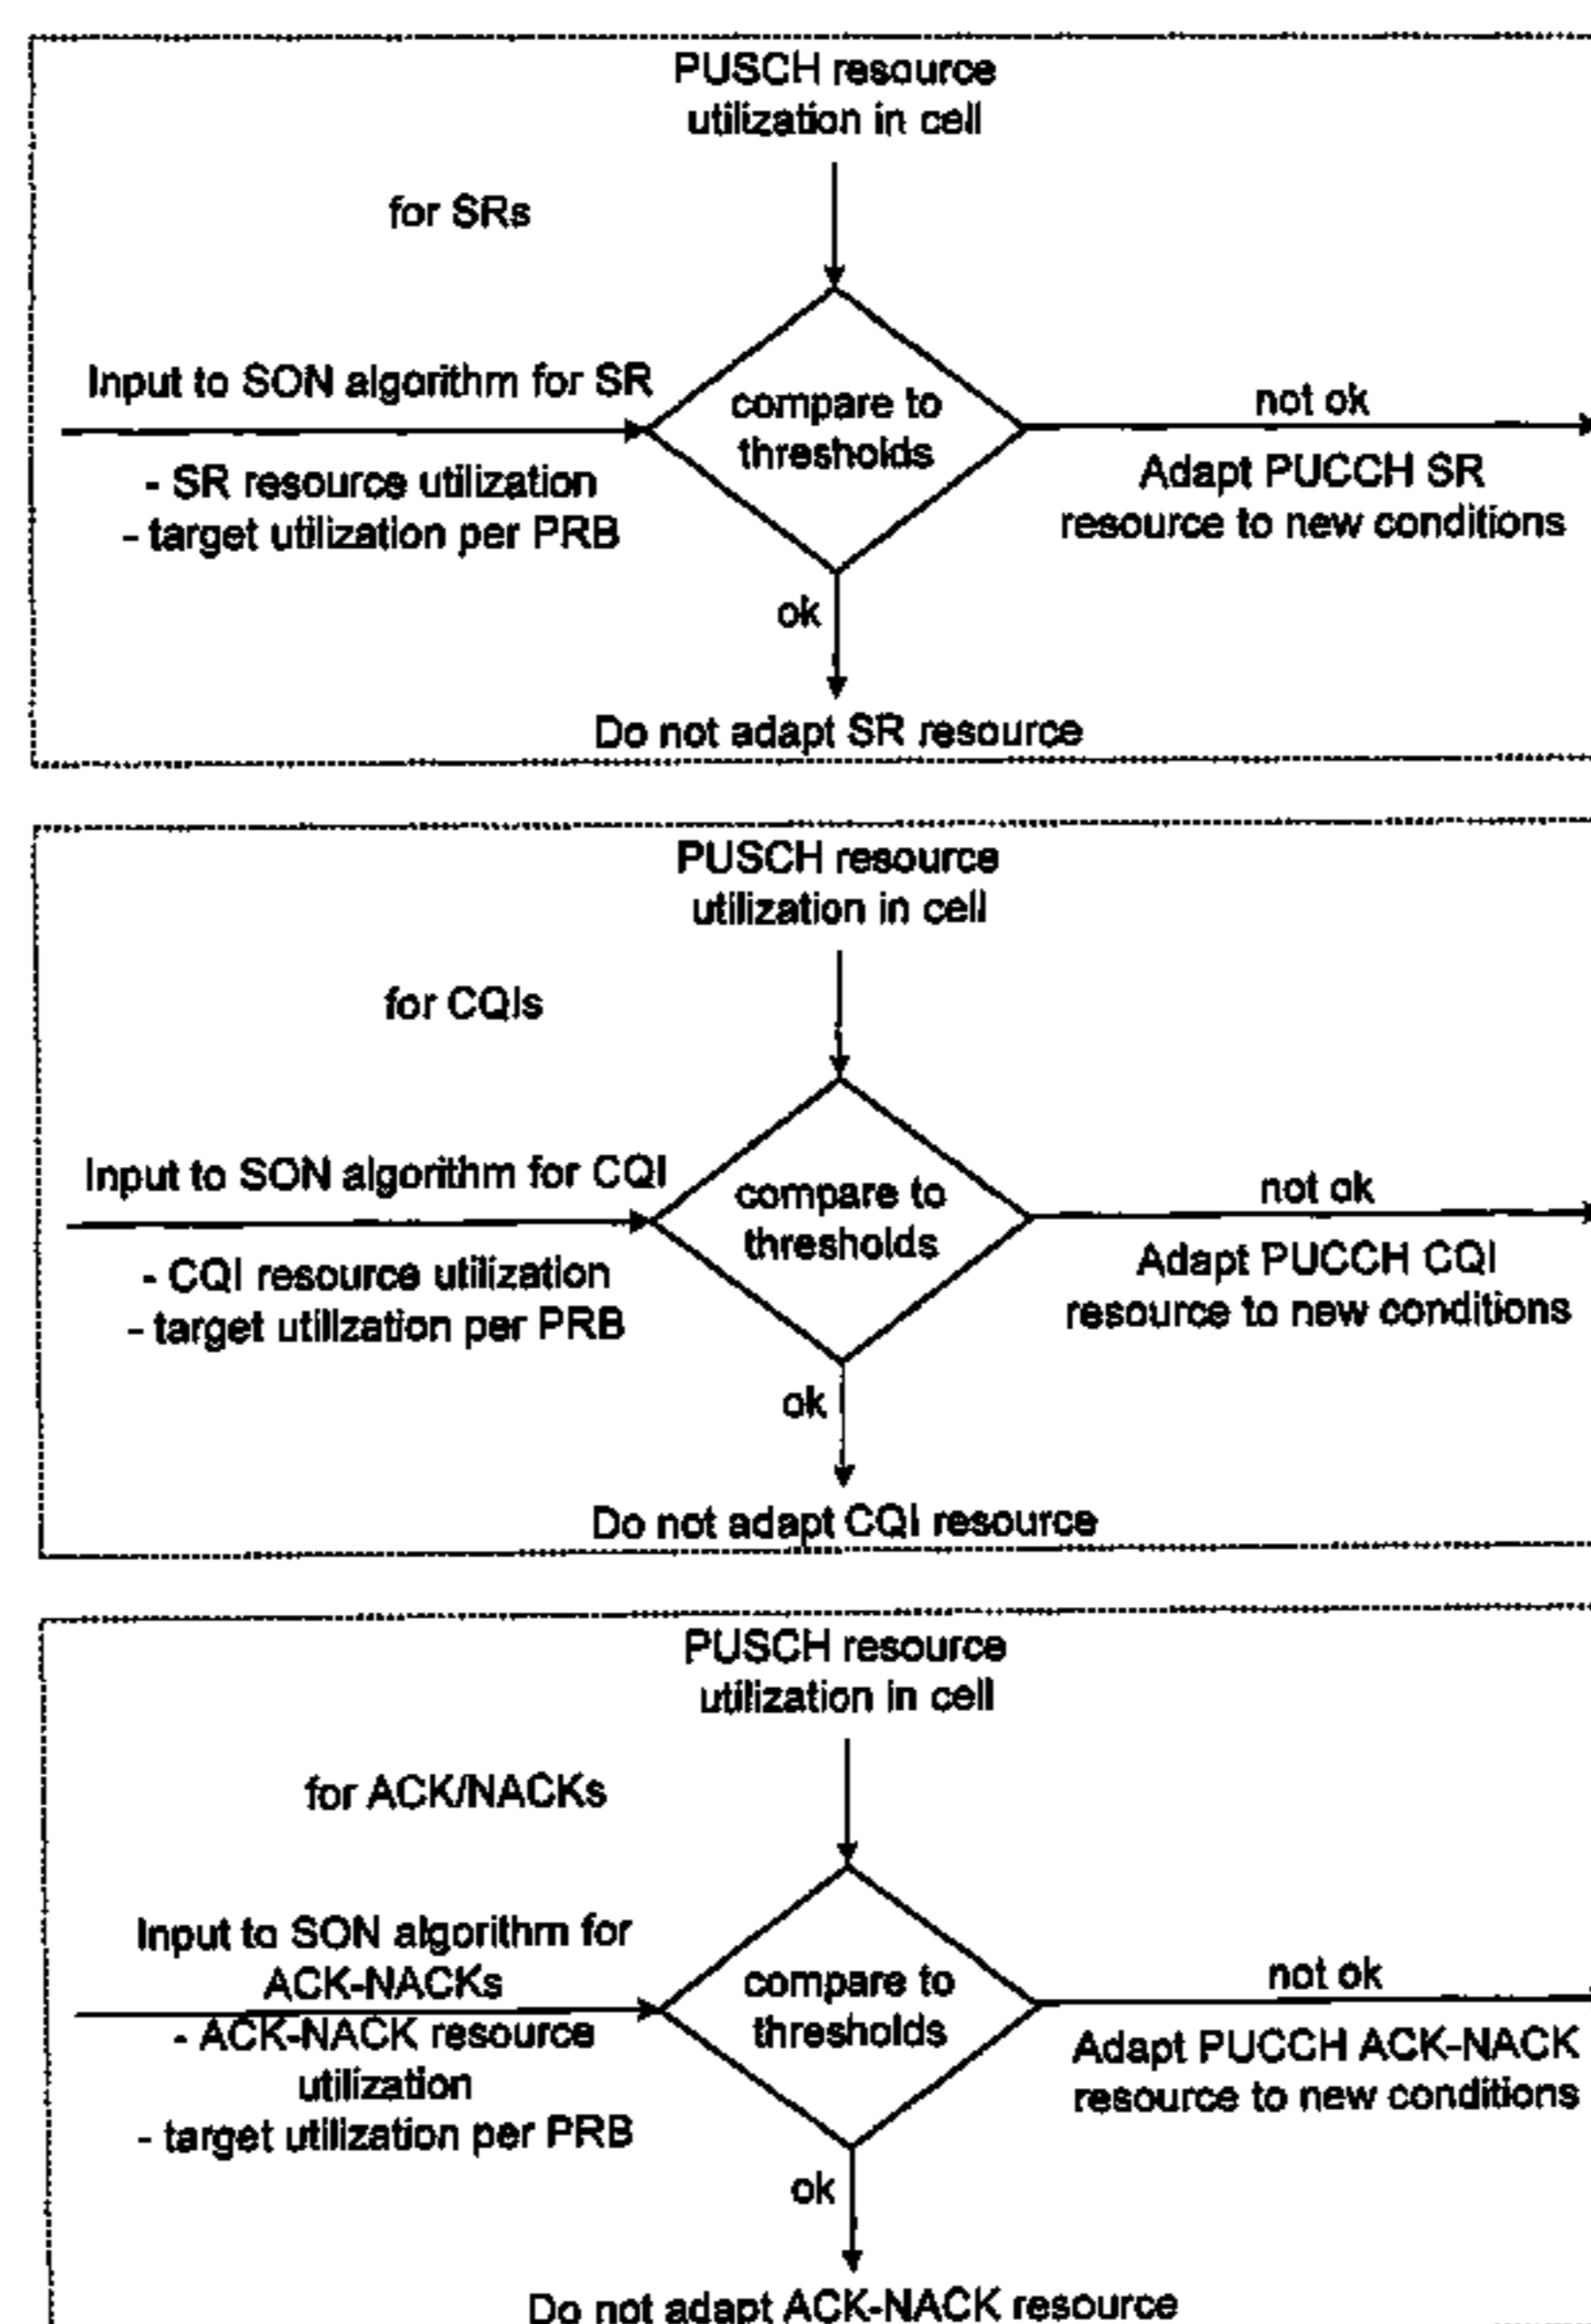 PUSCH resource
utilization in cell
for SRs
Input to SON algorithm for SR
- SR resource utilization
- target utilization per PRB
compare to
thresholds
not ok
Adapt PUCCH SR
resource to new conditions
ok
Do not adapt SR resource
PUSCH resource
utilization in cell
for CQIs
Input to SON algorithm for CQI
- CQI resource utilization
- target utilization per PRB
compare to
thresholds
not ok
Adapt PUCCH CQI
resource to new conditions
ok
Do not adapt CQI resource
PUSCH resource
utilization in cell
for ACK/NACKs
Input to SON algorithm for
ACK-NACKs
- ACK-NACK resource
utilization
- target utilization per PRB
compare to
thresholds
not ok
Adapt PUCCH ACK-NACK
resource to new conditions
ok
Do not adapt ACK-NACK resource